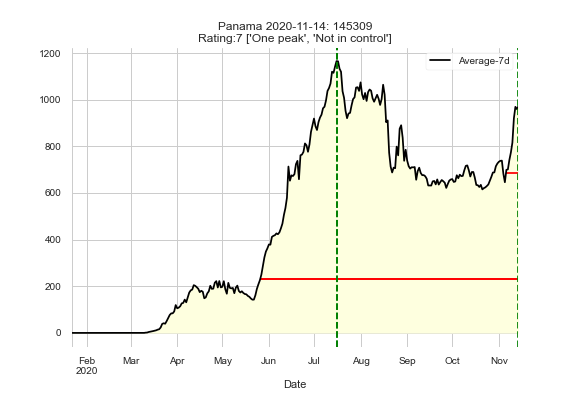 Panama 2020-11-14: 145309
Rating:7 ['One peak', 'Not in control']
1200
1000
800
600
400
200
0
Average-7d
Feb Mar Apr May Jun Jul Aug Sep Oct Nov
2020
Date